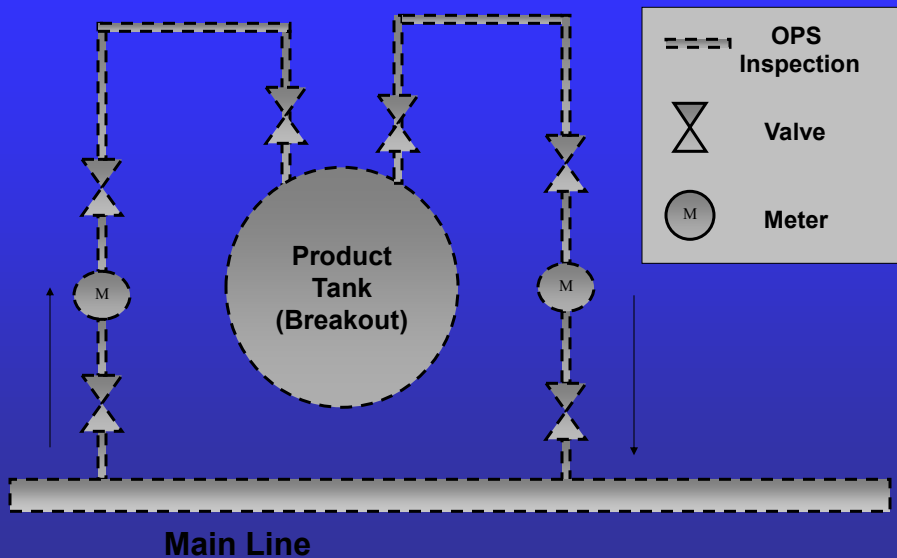 OPS
Inspection
Valve
M
Meter
M
Product
Tank
(Breakout)
M
Main Line